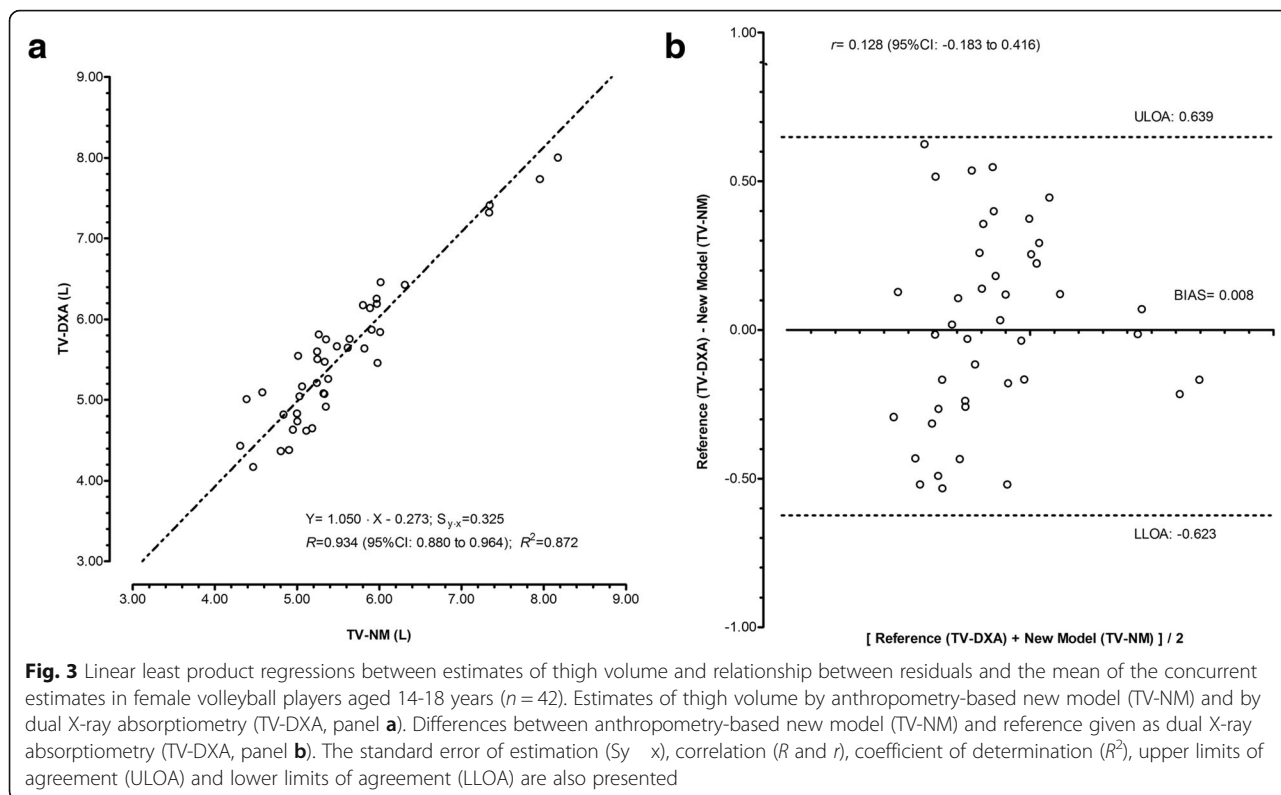 a
9.00
8.00
7.00
6.00
5.00
4.00
3.00
TV-DXA (L)
Y= 1.050 · X - 0.273; Sy·x=0.325
R=0.934 (95%CI: 0.880 to 0.964); R²=0.872
3.00 4.00 5.00 6.00 7.00 8.00 9.00
TV-NM (L)
b
1.00
0.50
0.00
-0.50
-1.00
Reference (TV-DXA) - New Model (TV-NM)
r= 0.128 (95%CI: -0.183 to 0.416)
ULOA: 0.639
BIAS= 0.008
LLOA: -0.623
[ Reference (TV-DXA) + New Model (TV-NM) ] / 2
Fig. 3 Linear least product regressions between estimates of thigh volume and relationship between residuals and the mean of the concurrent
estimates in female volleyball players aged 14-18 years (n = 42). Estimates of thigh volume by anthropometry-based new model (TV-NM) and by
dual X-ray absorptiometry (TV-DXA, panel a). Differences between anthropometry-based new model (TV-NM) and reference given as dual X-ray
absorptiometry (TV-DXA, panel b). The standard error of estimation (Sy x), correlation (R and r), coefficient of determination (R²), upper limits of
agreement (ULOA) and lower limits of agreement (LLOA) are also presented